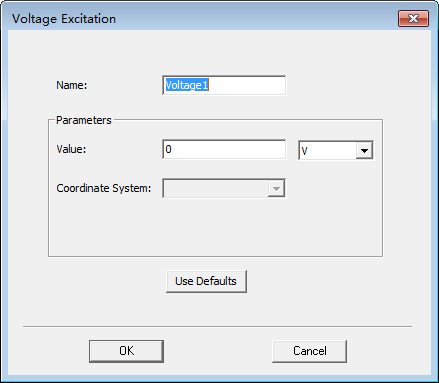 Voltage Excitation
Name: Voltage1
Parameters
Value: 0 V
Coordinate System:
Use Defaults
OK Cancel